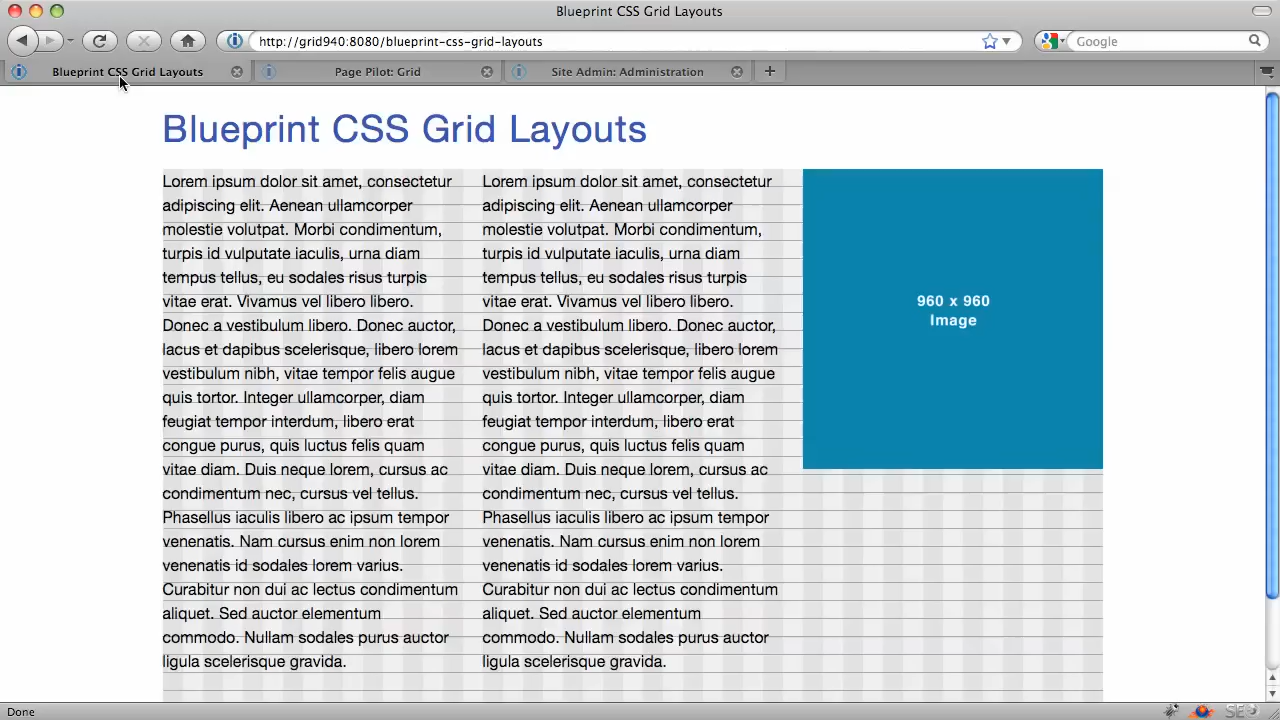 Blueprint CSS Grid Layouts
http://grid940:8080/blueprint-css-grid-layouts
Google
Blueprint CSS Grid Layouts
Page Pilot: Grid
Site Admin: Administration
Blueprint CSS Grid Layouts
Lorem ipsum dolor sit amet, consectetur
adipiscing elit. Aenean ullamcorper
molestie volutpat. Morbi condimentum,
turpis id vulputate iaculis, urna diam
tempus tellus, eu sodales risus turpis
vitae erat. Vivamus vel libero libero.
Donec a vestibulum libero. Donec auctor,
lacus et dapibus scelerisque, libero lorem
vestibulum nibh, vitae tempor felis augue
quis tortor. Integer ullamcorper, diam
feugiat tempor interdum, libero erat
congue purus, quis luctus felis quam
vitae diam. Duis neque lorem, cursus ac
condimentum nec, cursus vel tellus.
Phasellus iaculis libero ac ipsum tempor
venenatis. Nam cursus enim non lorem
venenatis id sodales lorem varius.
Curabitur non dui ac lectus condimentum
aliquet. Sed auctor elementum
commodo. Nullam sodales purus auctor
ligula scelerisque gravida.
Lorem ipsum dolor sit amet, consectetur
adipiscing elit. Aenean ullamcorper
molestie volutpat. Morbi condimentum,
turpis id vulputate iaculis, urna diam
tempus tellus, eu sodales risus turpis
vitae erat. Vivamus vel libero libero.
Donec a vestibulum libero. Donec auctor,
lacus et dapibus scelerisque, libero lorem
vestibulum nibh, vitae tempor felis augue
quis tortor. Integer ullamcorper, diam
feugiat tempor interdum, libero erat
congue purus, quis luctus felis quam
vitae diam. Duis neque lorem, cursus ac
condimentum nec, cursus vel tellus.
Phasellus iaculis libero ac ipsum tempor
venenatis. Nam cursus enim non lorem
venenatis id sodales lorem varius.
Curabitur non dui ac lectus condimentum
aliquet. Sed auctor elementum
commodo. Nullam sodales purus auctor
ligula scelerisque gravida.
960 x 960
Image
Done